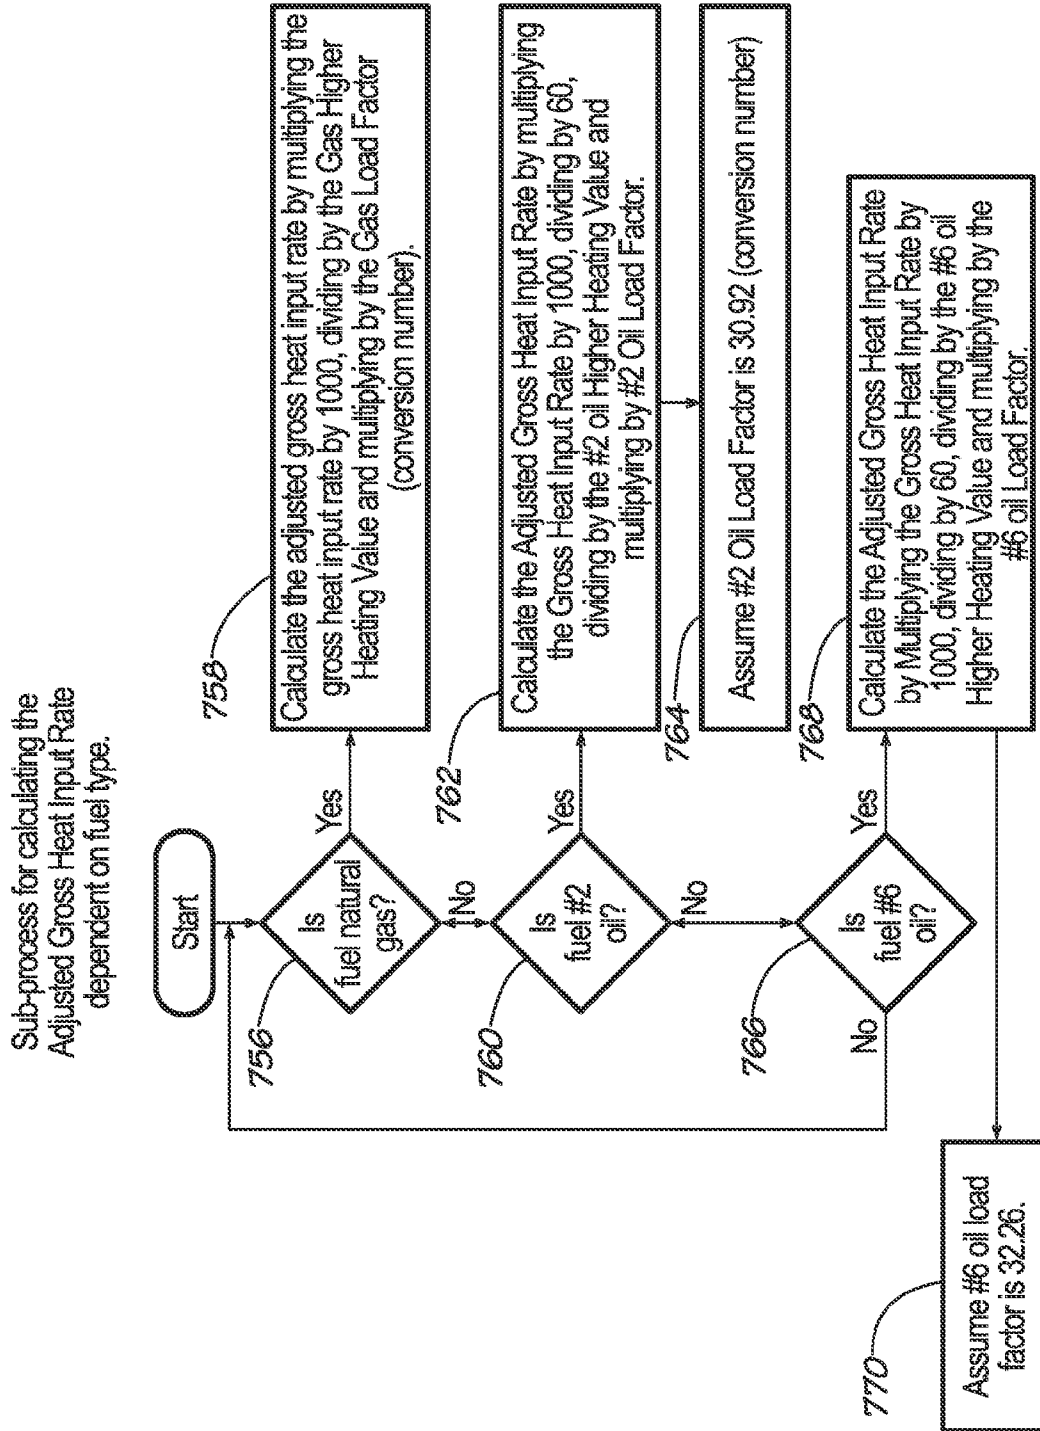 Sub-process for calculating the
Adjusted Gross Heat Input Rate
dependent on fuel type.
Start
756
Is
fuel natural
gas?
Yes
No
758
Calculate the adjusted gross heat input rate by multiplying the
gross heat input rate by 1000, dividing by the Gas Higher
Heating Value and multiplying by the Gas Load Factor
(conversion number).
760
Is
fuel #2
oil?
Yes
No
762
Calculate the Adjusted Gross Heat Input Rate by multiplying
the Gross Heat Input Rate by 1000, dividing by 60,
dividing by the #2 oil Higher Heating Value and
multiplying by #2 Oil Load Factor.
764
Assume #2 Oil Load Factor is 30.92 (conversion number)
766
Is
fuel #6
oil?
Yes
No
768
Calculate the Adjusted Gross Heat Input Rate
by Multiplying the Gross Heat Input Rate by
1000, dividing by 60, dividing by the #6 oil
Higher Heating Value and multiplying by the
#6 oil Load Factor.
770
Assume #6 oil load
factor is 32.26.